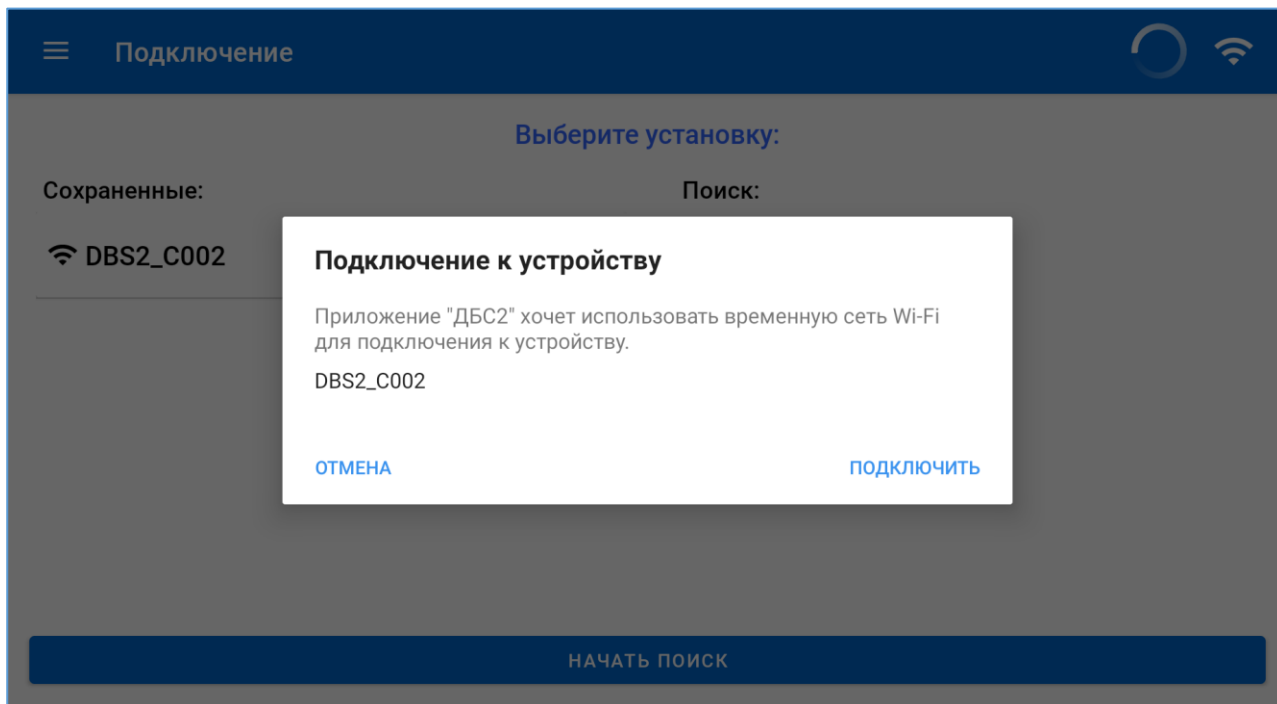 Подключение
Выберите установку:
Сохраненные:
Поиск:
DBS2_C002
Подключение к устройству
Приложение "ДБС2" хочет использовать временную сеть Wi-Fi
для подключения к устройству.
DBS2_C002
ОТМЕНА
ПОДКЛЮЧИТЬ
НАЧАТЬ ПОИСК